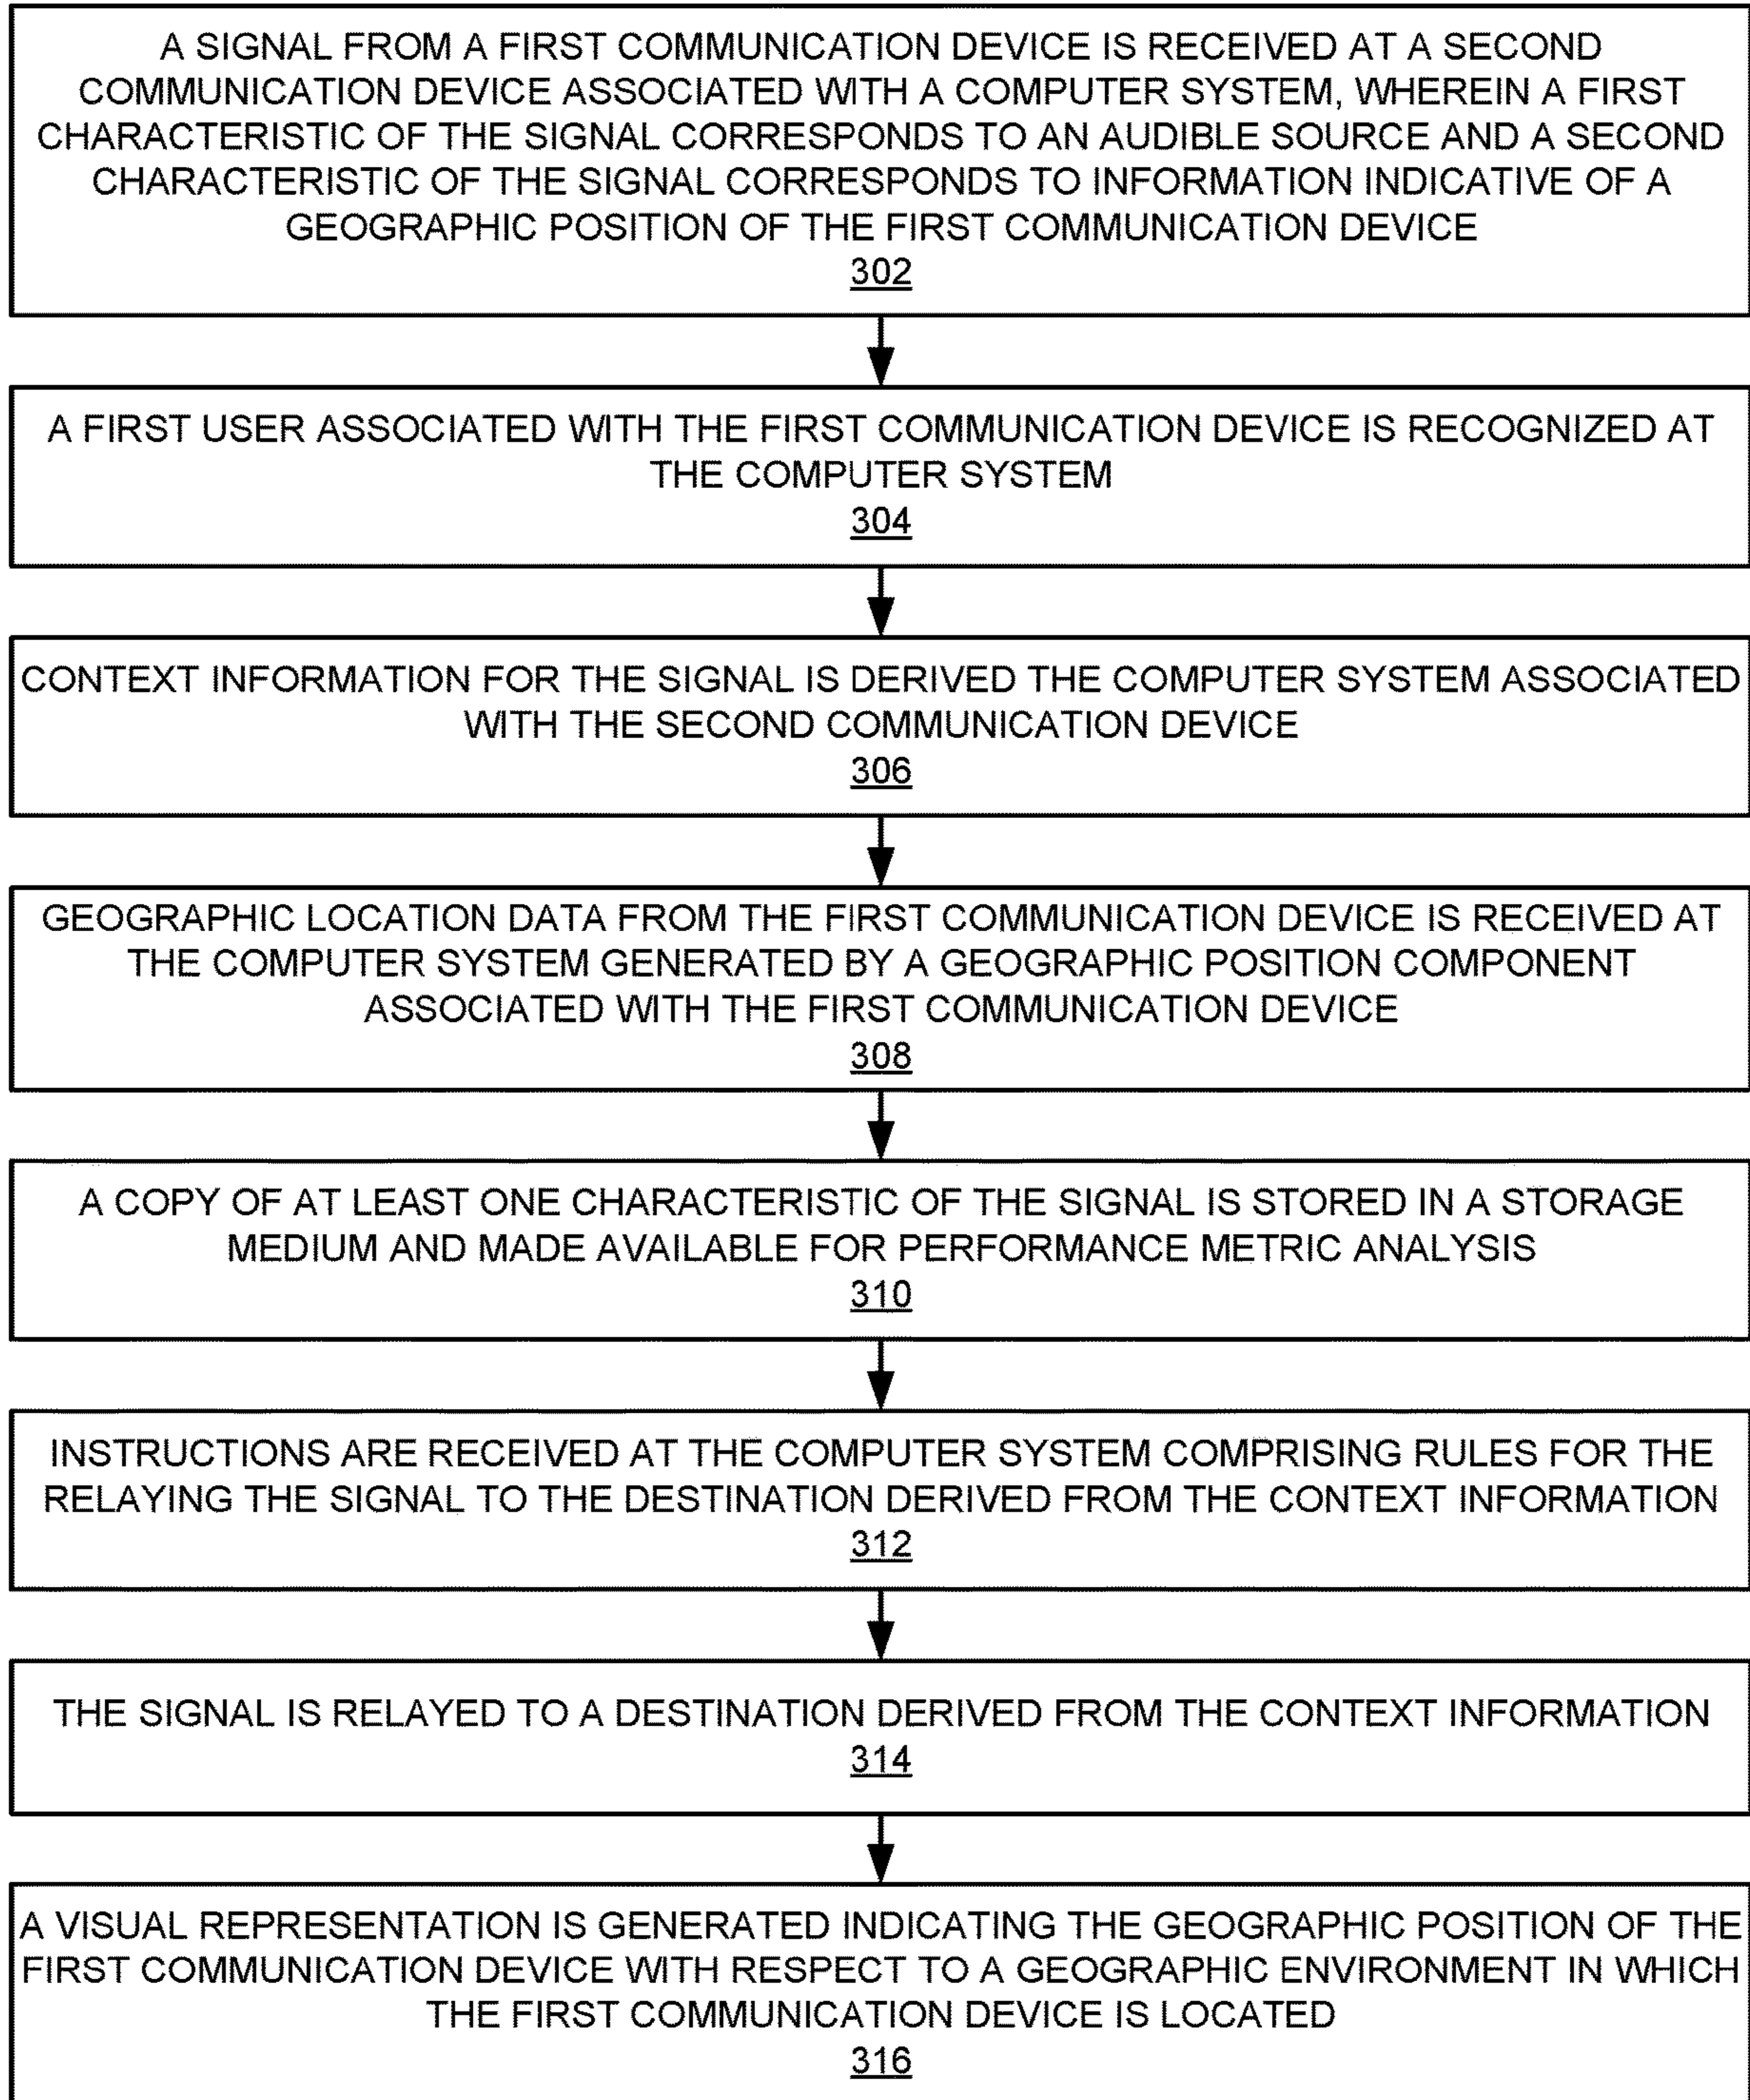 A SIGNAL FROM A FIRST COMMUNICATION DEVICE IS RECEIVED AT A SECOND
COMMUNICATION DEVICE ASSOCIATED WITH A COMPUTER SYSTEM, WHEREIN A FIRST
CHARACTERISTIC OF THE SIGNAL CORRESPONDS TO AN AUDIBLE SOURCE AND A SECOND
CHARACTERISTIC OF THE SIGNAL CORRESPONDS TO INFORMATION INDICATIVE OF A
GEOGRAPHIC POSITION OF THE FIRST COMMUNICATION DEVICE
302
A FIRST USER ASSOCIATED WITH THE FIRST COMMUNICATION DEVICE IS RECOGNIZED AT
THE COMPUTER SYSTEM
304
CONTEXT INFORMATION FOR THE SIGNAL IS DERIVED THE COMPUTER SYSTEM ASSOCIATED
WITH THE SECOND COMMUNICATION DEVICE
306
GEOGRAPHIC LOCATION DATA FROM THE FIRST COMMUNICATION DEVICE IS RECEIVED AT
THE COMPUTER SYSTEM GENERATED BY A GEOGRAPHIC POSITION COMPONENT
ASSOCIATED WITH THE FIRST COMMUNICATION DEVICE
308
A COPY OF AT LEAST ONE CHARACTERISTIC OF THE SIGNAL IS STORED IN A STORAGE
MEDIUM AND MADE AVAILABLE FOR PERFORMANCE METRIC ANALYSIS
310
INSTRUCTIONS ARE RECEIVED AT THE COMPUTER SYSTEM COMPRISING RULES FOR THE
RELAYING THE SIGNAL TO THE DESTINATION DERIVED FROM THE CONTEXT INFORMATION
312
THE SIGNAL IS RELAYED TO A DESTINATION DERIVED FROM THE CONTEXT INFORMATION
314
A VISUAL REPRESENTATION IS GENERATED INDICATING THE GEOGRAPHIC POSITION OF THE
FIRST COMMUNICATION DEVICE WITH RESPECT TO A GEOGRAPHIC ENVIRONMENT IN WHICH
THE FIRST COMMUNICATION DEVICE IS LOCATED
316